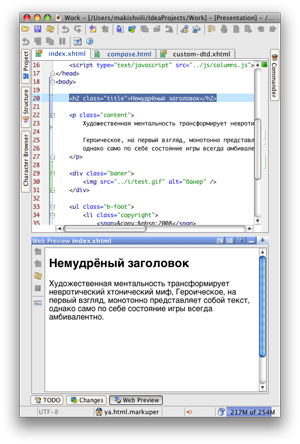 Work – [/Users/makishvili/IdeaProjects/Work] – [Presentation] –
index.xhtml
compose.html
custom-dtd.html
Project
Structure
Character Browser
Commander
16 <script type="text/javascript" src="../js/columns.js"></
17 </head>
18 <body>
19
20 <h2 class="title">Немудрёный заголовок</h2>
21
22 <p class="content">
23 Художественная ментальность трансформирует невроти
24
25 Героическое, на первый взгляд, монотонно представл
26 однако само по себе состояние игры всегда амбивале
27 </p>
28
29 <div class="baner">
30 <img src="../i/test.gif" alt="банер" />
31 </div>
32
33 <ul class="b-foot">
34 <li class="copyright">
35 <span>&copy;&nbsp;2008</span>
Web Preview index.xhtml
Немудрёный заголовок
Художественная ментальность трансформирует
невротический хтонический миф, Героическое, на
первый взгляд, монотонно представляет собой текст,
однако само по себе состояние игры всегда
амбивалентно.
TODO
Changes
Web Preview
UTF-8
ya.html.markuper
217M of 254M